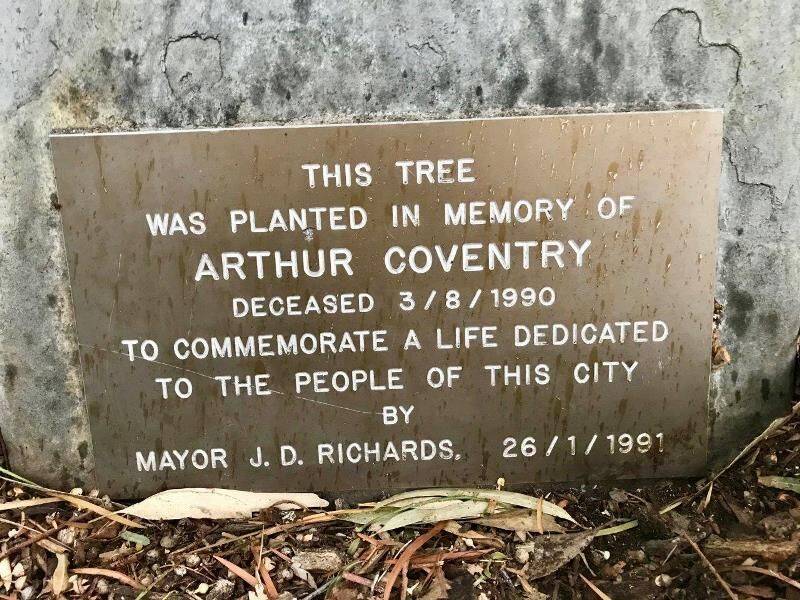 THIS TREE
WAS PLANTED IN MEMORY OF
ARTHUR COVENTRY
DECEASED 3/8/1990
TO COMMEMORATE A LIFE DEDICATED
TO THE PEOPLE OF THIS CITY
BY
MAYOR J. D. RICHARDS. 26/1/1991